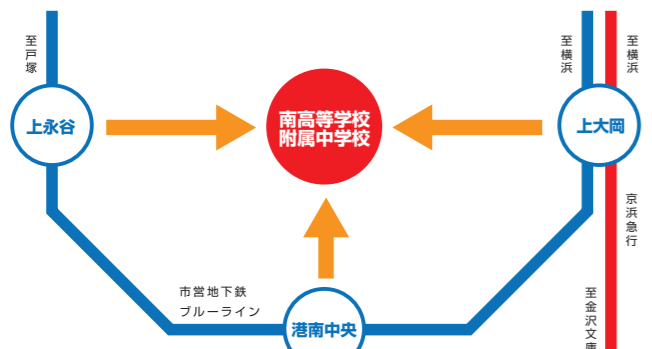 至戸塚
至横浜
至横浜
上永谷
南高等学校
附属中学校
上大岡
京浜急行
市営地下鉄
ブルーライン
至金沢文庫
港南中央